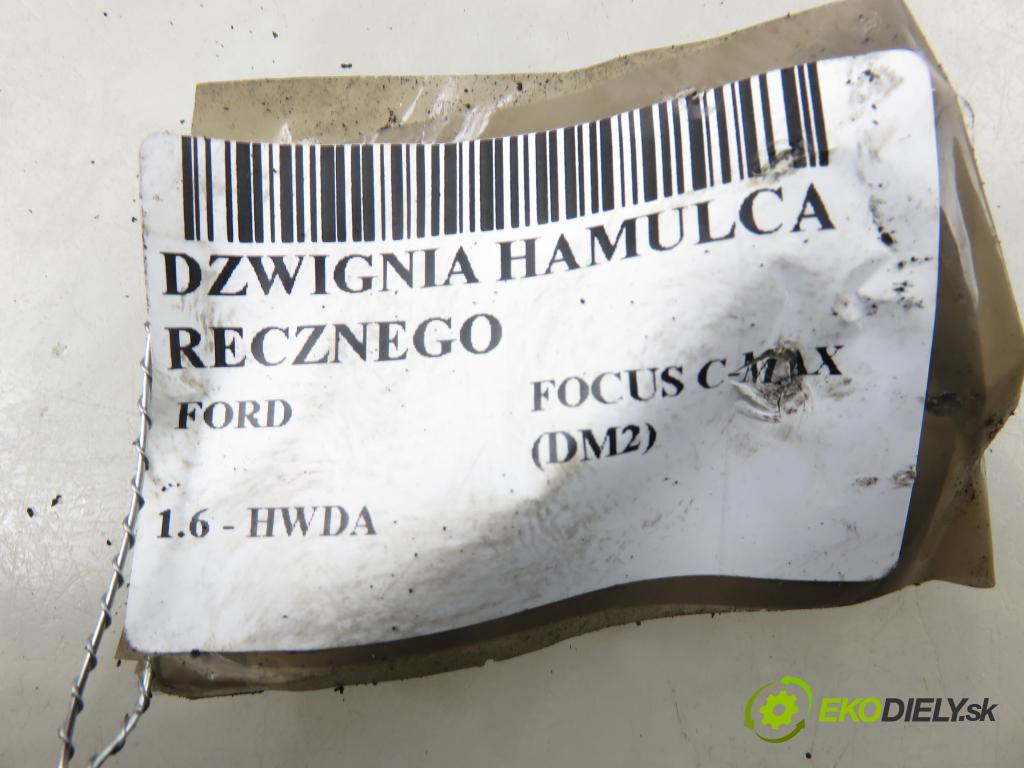 DZWIGNIA HAMULCA
RECZNEGO
FORD
FOCUS C-MAX
(DM2)
1.6 - HWDA
EKODIELY.sk